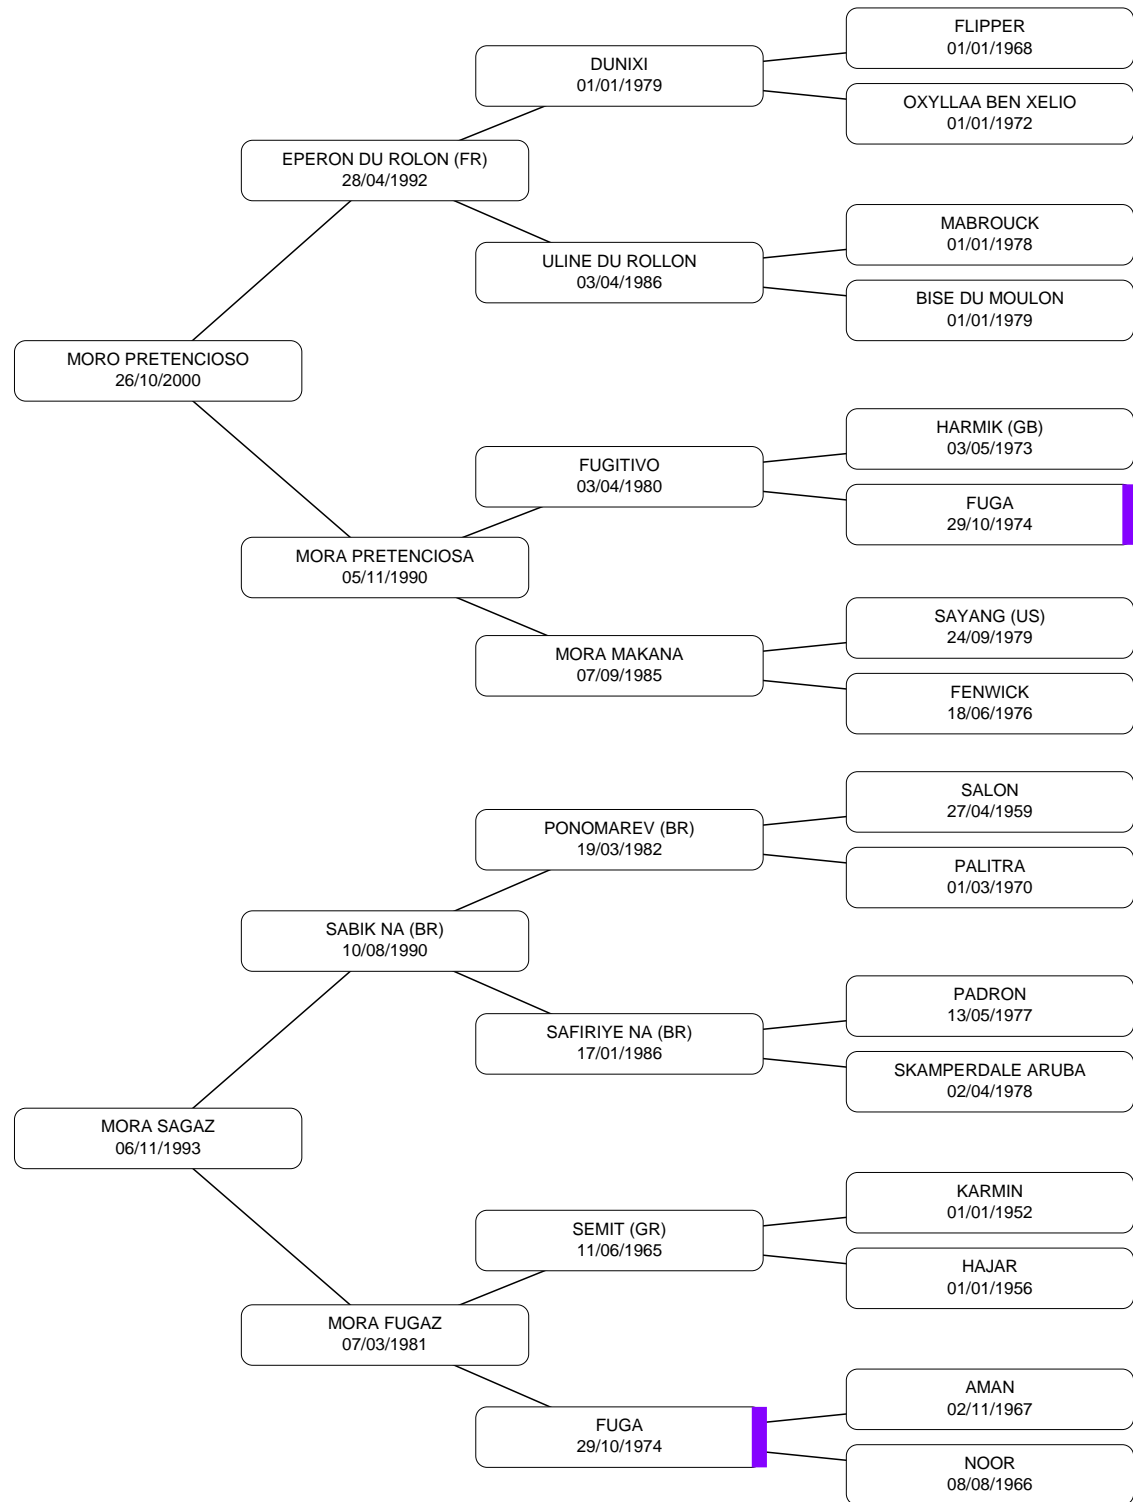 FLIPPER
01/01/1968
DUNIXI
01/01/1979
OXYLLAA BEN XELIO
01/01/1972
EPERON DU ROLON (FR)
28/04/1992
MABROUCK
01/01/1978
ULINE DU ROLLON
03/04/1986
BISE DU MOULON
01/01/1979
MORO PRETENCIOSO
26/10/2000
HARMIK (GB)
03/05/1973
FUGITIVO
03/04/1980
FUGA
29/10/1974
MORA PRETENCIOSA
05/11/1990
SAYANG (US)
24/09/1979
MORA MAKANA
07/09/1985
FENWICK
18/06/1976
SALON
27/04/1959
PONOMAREV (BR)
19/03/1982
PALITRA
01/03/1970
SABIK NA (BR)
10/08/1990
PADRON
13/05/1977
SAFIRIYE NA (BR)
17/01/1986
SKAMPERDALE ARUBA
02/04/1978
MORA SAGAZ
06/11/1993
KARMIN
01/01/1952
SEMIT (GR)
11/06/1965
HAJAR
01/01/1956
MORA FUGAZ
07/03/1981
AMAN
02/11/1967
FUGA
29/10/1974
NOOR
08/08/1966